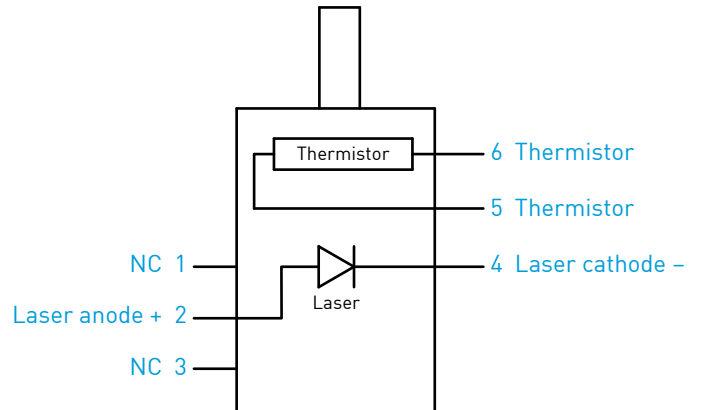 Thermistor
6 Thermistor
5 Thermistor
NC 1
4 Laser cathode –
Laser
Laser anode + 2
NC 3